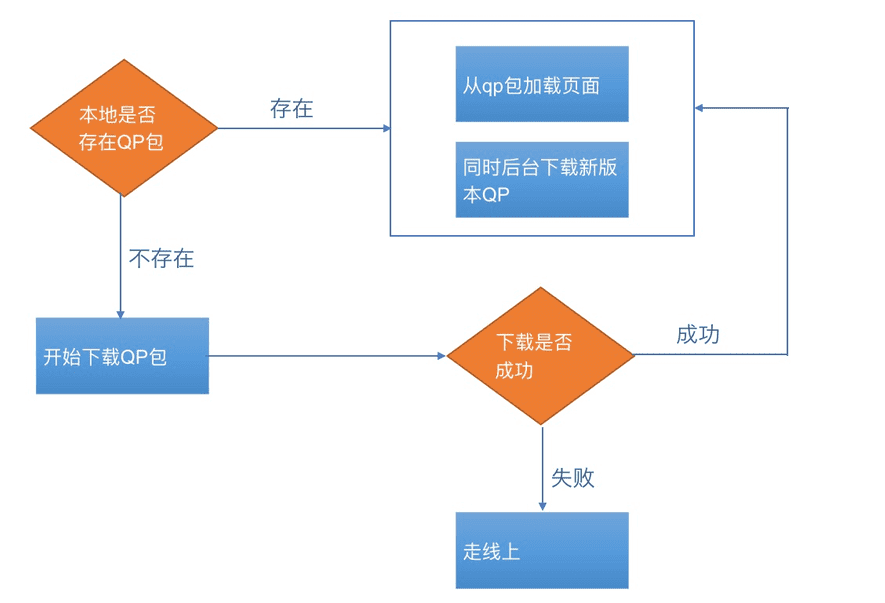 本地是否
存在QP包
存在
从qp包加载页面
同时后台下载新版
本QP
不存在
开始下载QP包
下载是否
成功
成功
失败
走线上